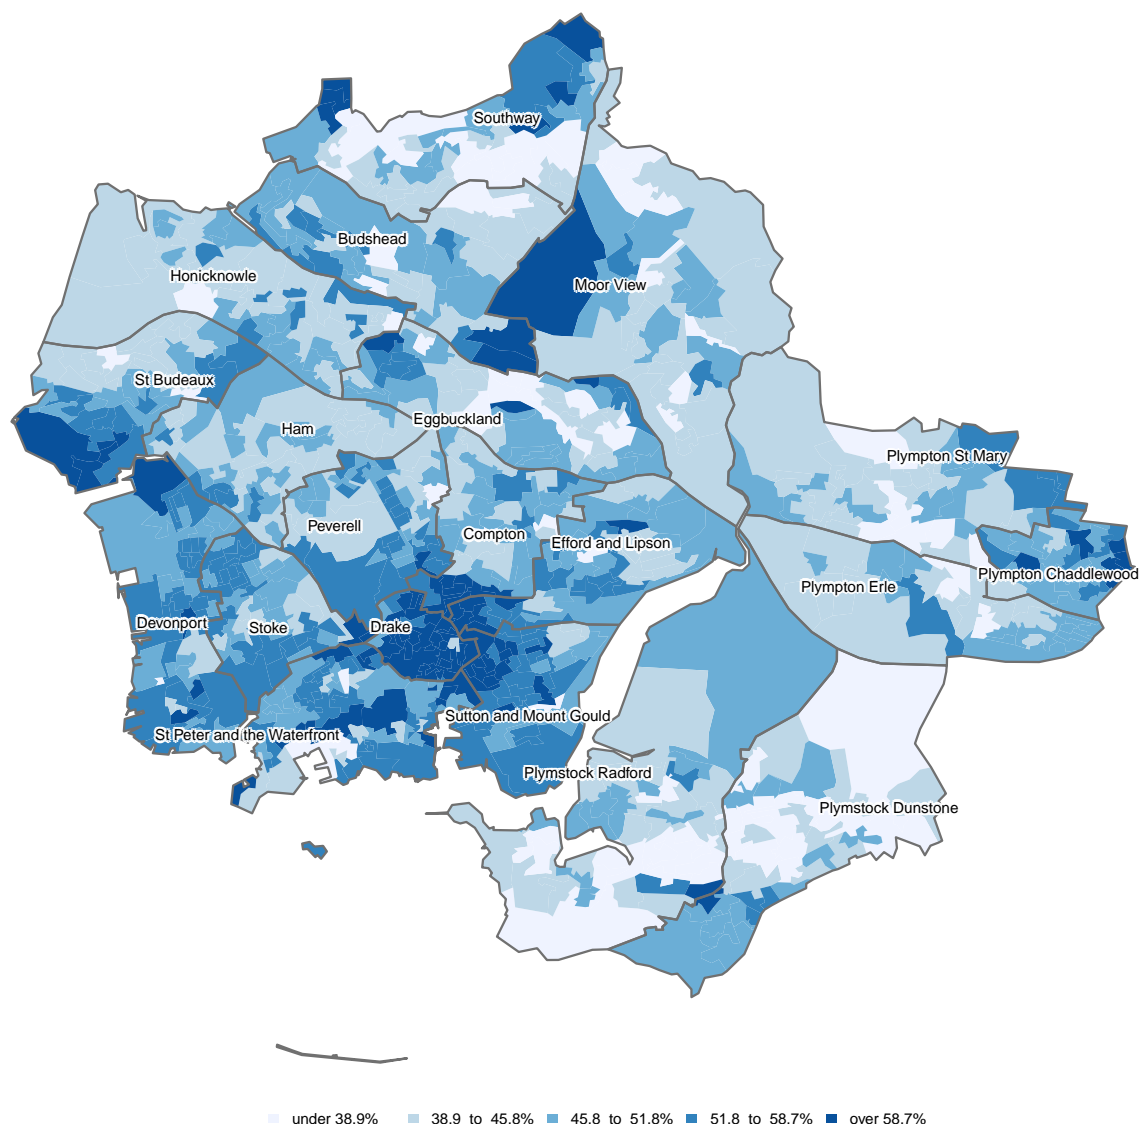 Southway
Budshead
Honicknowle
Moor View
St Budeaux
Eggbuckland
Ham
Plympton St Mary
Peverell
Compton
Efford and Lipson
Plympton Chaddlewood
Plympton Erle
Devonport
Stoke
Drake
Sutton and Mount Gould
St Peter and the Waterfront
Plymstock Radford
Plymstock Dunstone
under 38.9% 38.9 to 45.8% 45.8 to 51.8% 51.8 to 58.7% over 58.7%